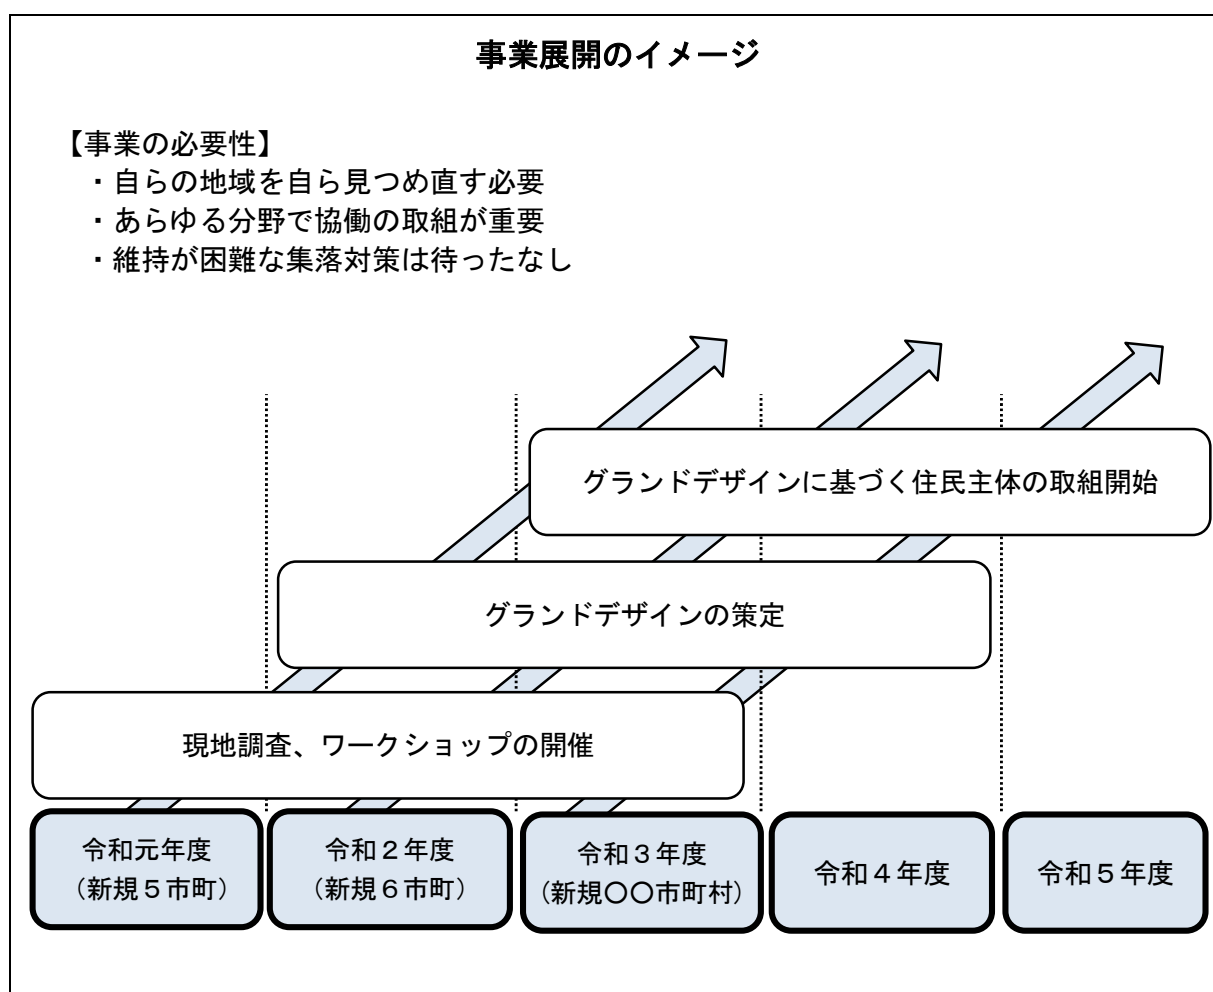 事業展開のイメージ
【事業の必要性】
・自らの地域を自ら見つめ直す必要
・あらゆる分野で協働の取組が重要
・維持が困難な集落対策は待ったなし
グランドデザインに基づく住民主体の取組開始
グランドデザインの策定
現地調査、ワークショップの開催
令和元年度
（新規５市町）
令和２年度
（新規６市町）
令和３年度
（新規〇〇市町村）
令和４年度
令和５年度